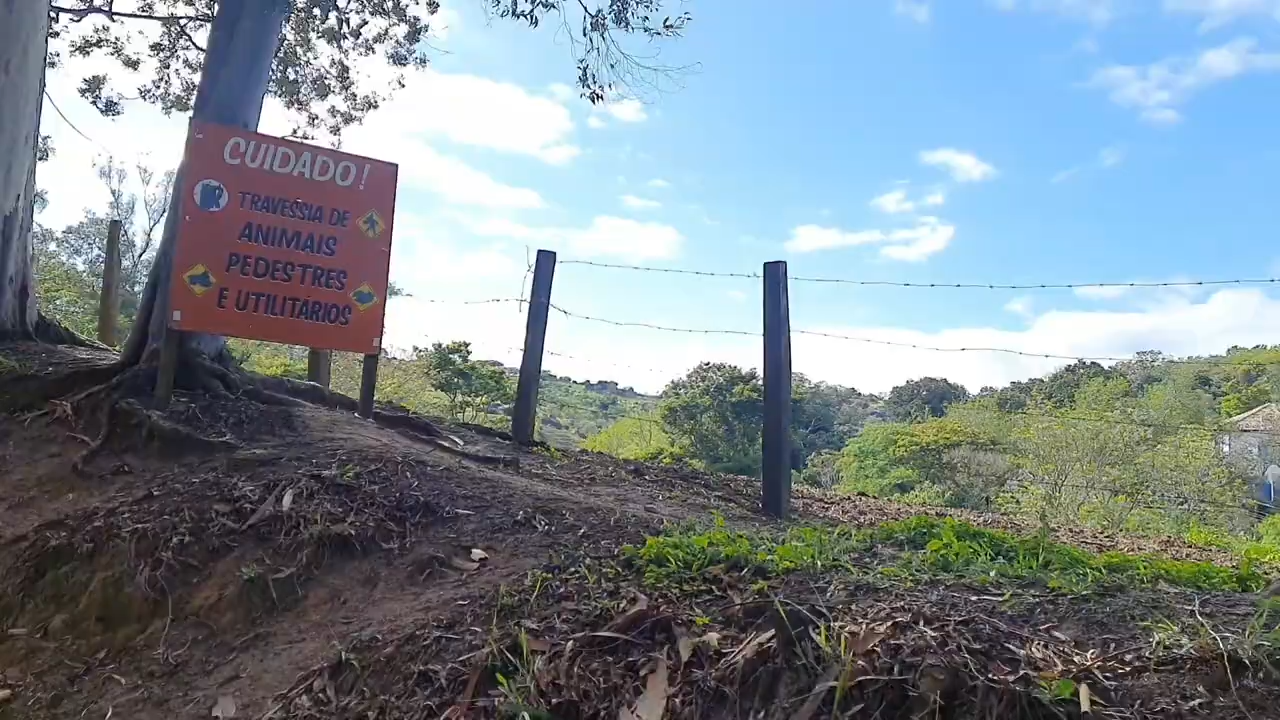 CUIDADO!
TRAVESSIA DE
ANIMAIS
PEDESTRES
E UTILITÁRIOS